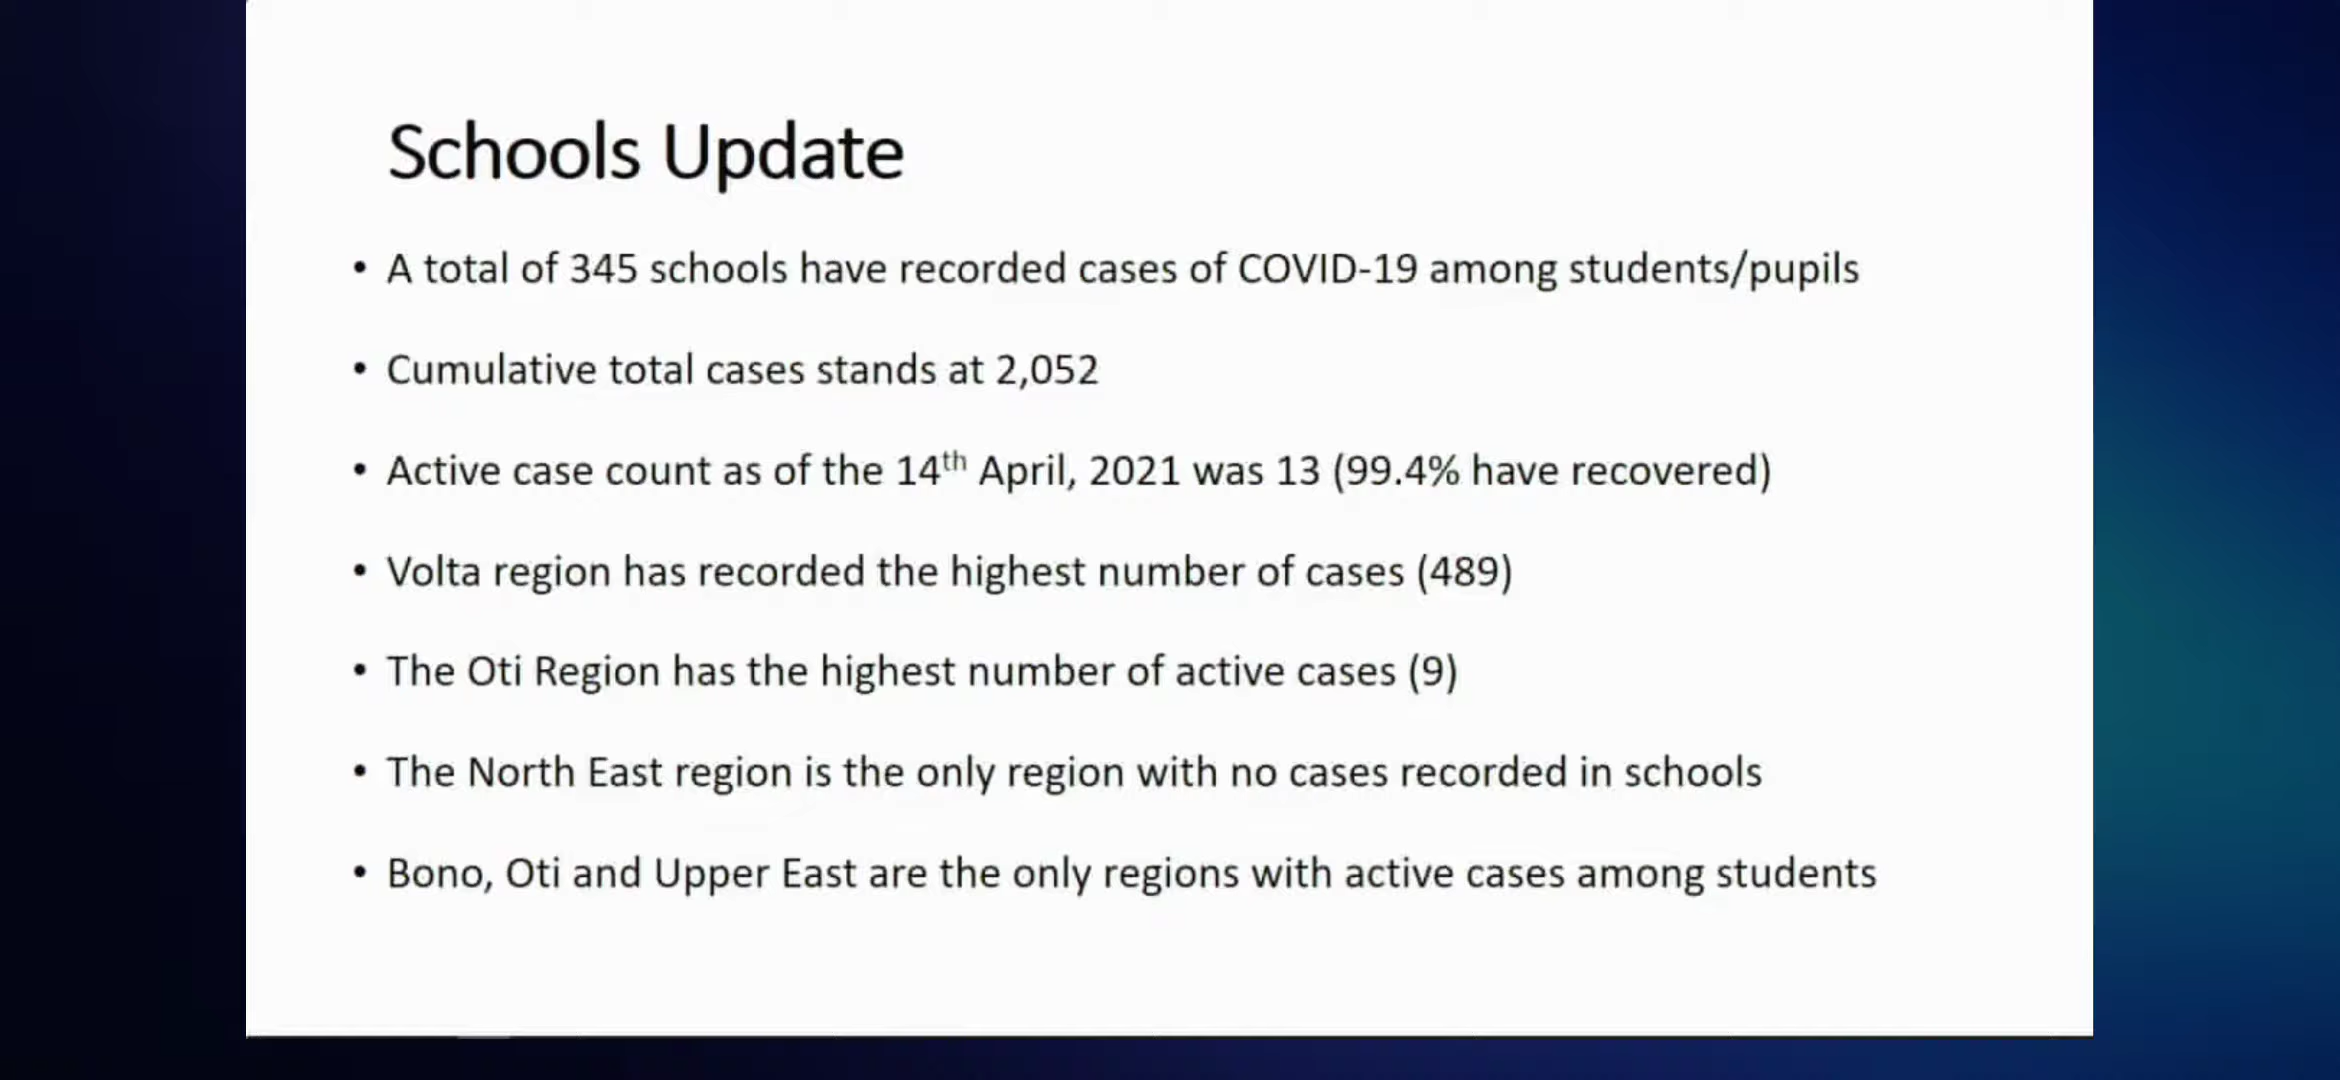 Schools Update
• A total of 345 schools have recorded cases of COVID-19 among students/pupils
• Cumulative total cases stands at 2,052
• Active case count as of the 14th April, 2021 was 13 (99.4% have recovered)
• Volta region has recorded the highest number of cases (489)
• The Oti Region has the highest number of active cases (9)
• The North East region is the only region with no cases recorded in schools
• Bono, Oti and Upper East are the only regions with active cases among students